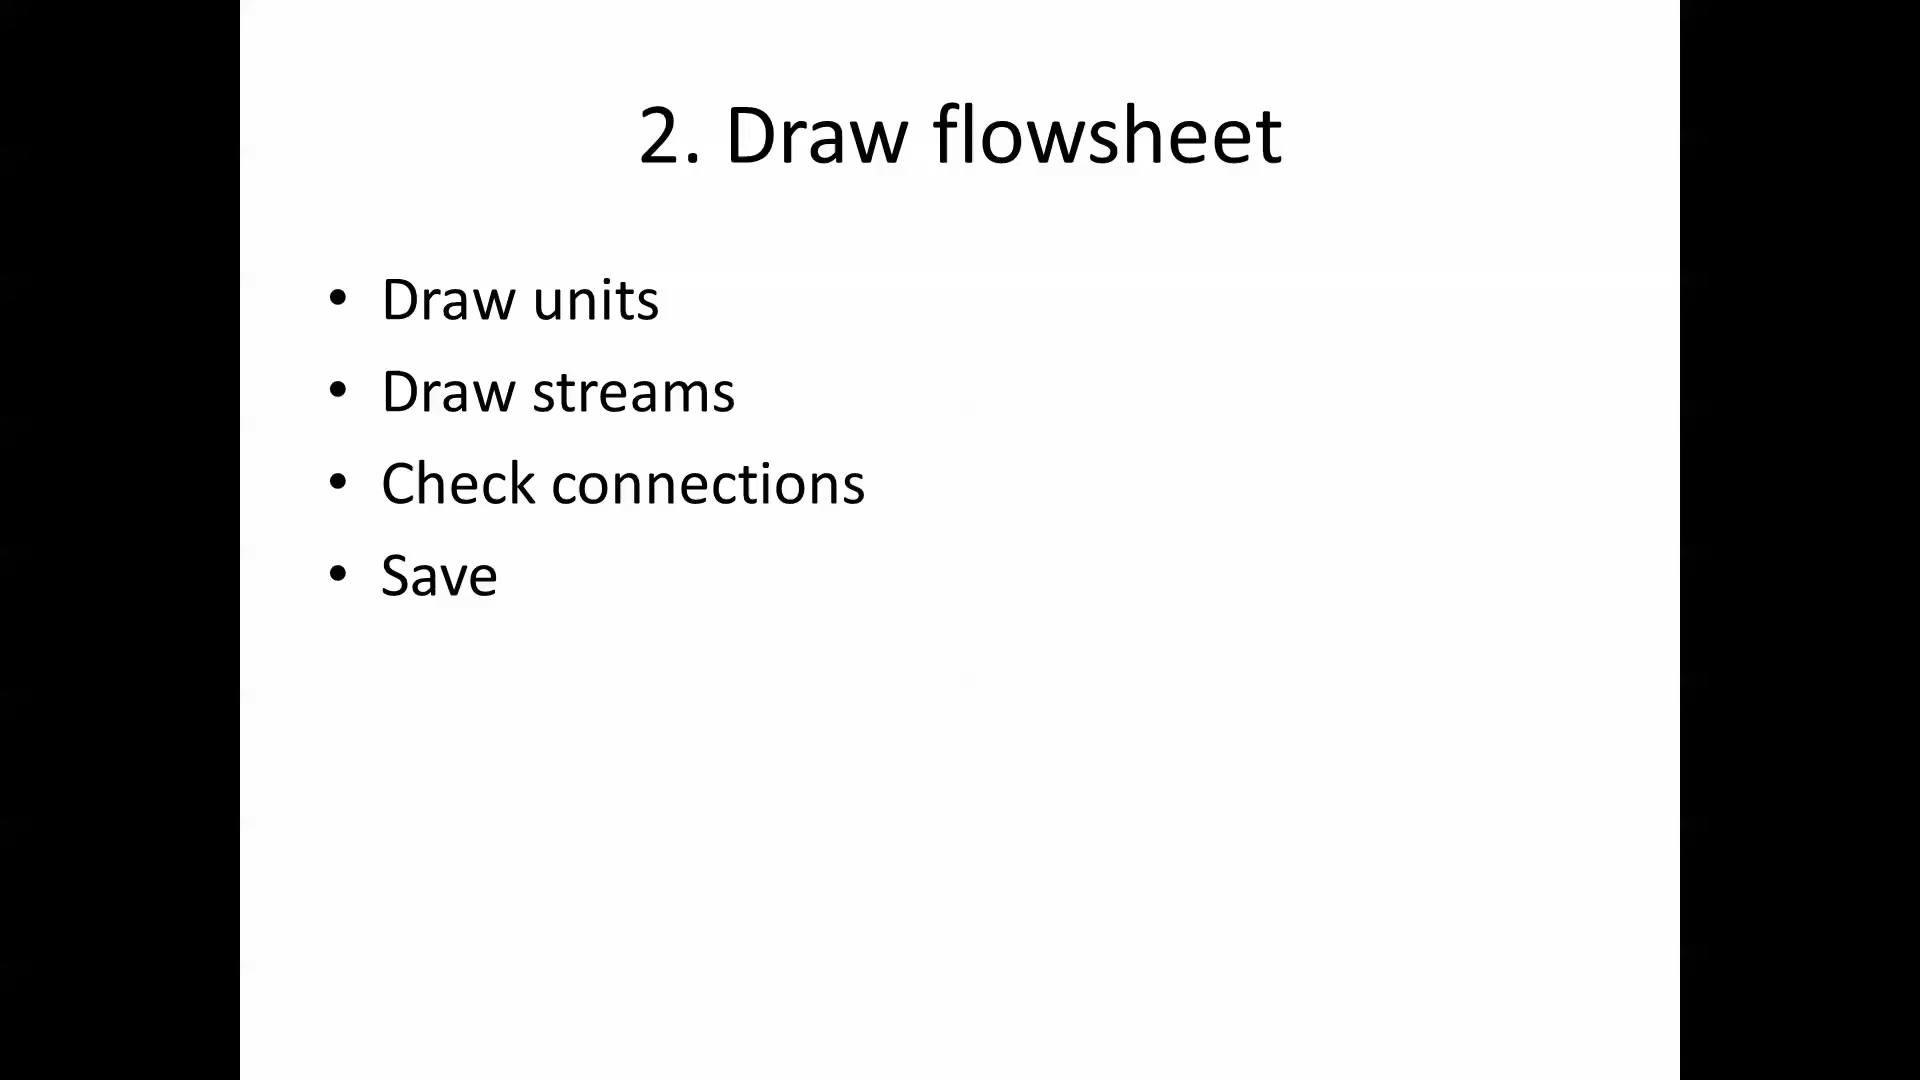 2. Draw flowsheet
• Draw units
• Draw streams
• Check connections
• Save